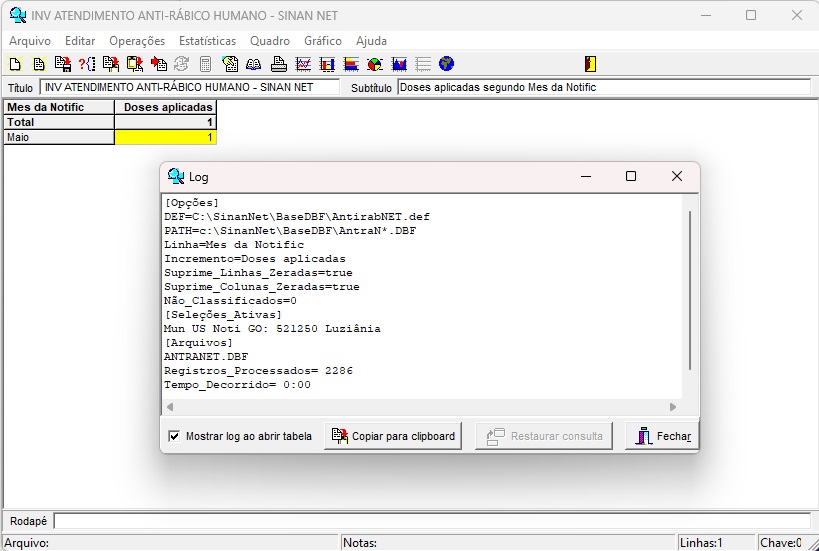 INV ATENDIMENTO ANTI-RÁBICO HUMANO - SINAN NET
Arquivo Editar Operações Estatísticas Quadro Gráfico Ajuda
Título INV ATENDIMENTO ANTI-RÁBICO HUMANO - SINAN NET Subtítulo Doses aplicadas segundo Mes da Notific
Mes da Notific Doses aplicadas
Total 1
Maio 1
Log
[Opções]
DEF=C:\SinanNet\BaseDBF\AntirabNET.def
PATH=c:\SinanNet\BaseDBF\AntraN*.DBF
Linha=Mes da Notific
Incremento=Doses aplicadas
Suprime_Linhas_Zeradas=true
Suprime_Colunas_Zeradas=true
Não_Classificados=0
[Seleções_Ativas]
Mun US Noti GO: 521250 Luziânia
[Arquivos]
ANTRANET.DBF
Registros_Processados= 2286
Tempo_Decorrido= 0:00
Mostrar log ao abrir tabela Copiar para clipboard Restaurar consulta Fechar
Rodapé
Arquivo: Notas: Linhas:1 Chave:0